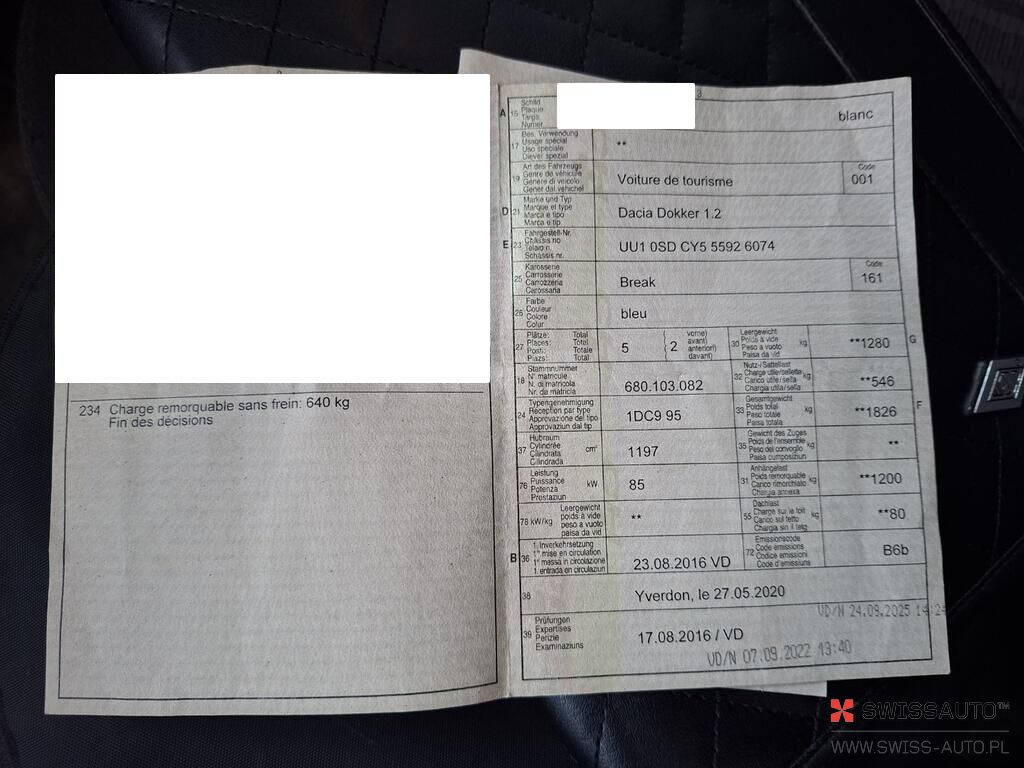 234 Charge remorquable sans frein: 640 kg
Fin des décisions
A 15 Schild
Plaque
Targa
Numer
3
blanc
17 Bes. Verwendung
Usage spécial
Uso speciale
Diever spezial
**
19 Art des Fahrzeugs
Genre de véhicule
Genere di veicolo
Gener dal vehichel
Voiture de tourisme
Code
001
D 21 Marke und Typ
Marque et type
Marca e tipo
Marca e tip
Dacia Dokker 1.2
E 23 Fahrgestell-Nr.
Châssis no
Telaio n.
Schassis nr.
UU1 0SD CY5 5592 6074
25 Karosserie
Carrosserie
Carrozzeria
Carossaria
Break
Code
161
26 Farbe
Couleur
Colore
Colur
bleu
27 Plätze: Total
Places: Total
Posti: Totale
Plazs: Total
5
( 2 vorne)
avant)
anteriori)
davant)
30 Leergewicht
Poids à vide
Peso a vuoto
Paisa da vid
kg
**1280
G
18 Stammnummer
N° matricule
N. di matricola
Nr. da matricla
680.103.082
32 Nutz-/Sattellast
Charge utile/sellette
Carico utile/sella
Chargia utila/sella
kg
**546
24 Typengenehmigung
Réception par type
Approvazione del tipo
Approvaziun dal tip
1DC9 95
33 Gesamtgewicht
Poids total
Peso totale
Paisa totala
kg
**1826
F
37 Hubraum
Cylindrée
Cilindrata
Cilindrada
cm³
1197
35 Gewicht des Zuges
Poids de l'ensemble
Peso del convoglio
Paisa cumposiziun
kg
**
76 Leistung
Puissance
Potenza
Prestaziun
kW
85
31 Anhängelast
Poids remorquable
Carico rimorchiato
Chargia annexa
kg
**1200
78 kW/kg Leergewicht
poids à vide
peso a vuoto
paisa da vid
**
55 Dachlast
Charge sur le toit
Carico sul tetto
Chargia sin il tetg
kg
**80
B 36 1. Inverkehrsetzung
1re mise en circulation
1a messa in circolazione
1. entrada en circulaziun
23.08.2016 VD
72 Emissionscode
Code émissions
Codice emissioni
Code d'emissiuns
B6b
38
Yverdon, le 27.05.2020
VD/N 24.09.2025 14:24
39 Prüfungen
Expertises
Perizie
Examinaziuns
17.08.2016 / VD
VD/N 07.09.2022 13:40
SWISSAUTO™
WWW.SWISS-AUTO.PL